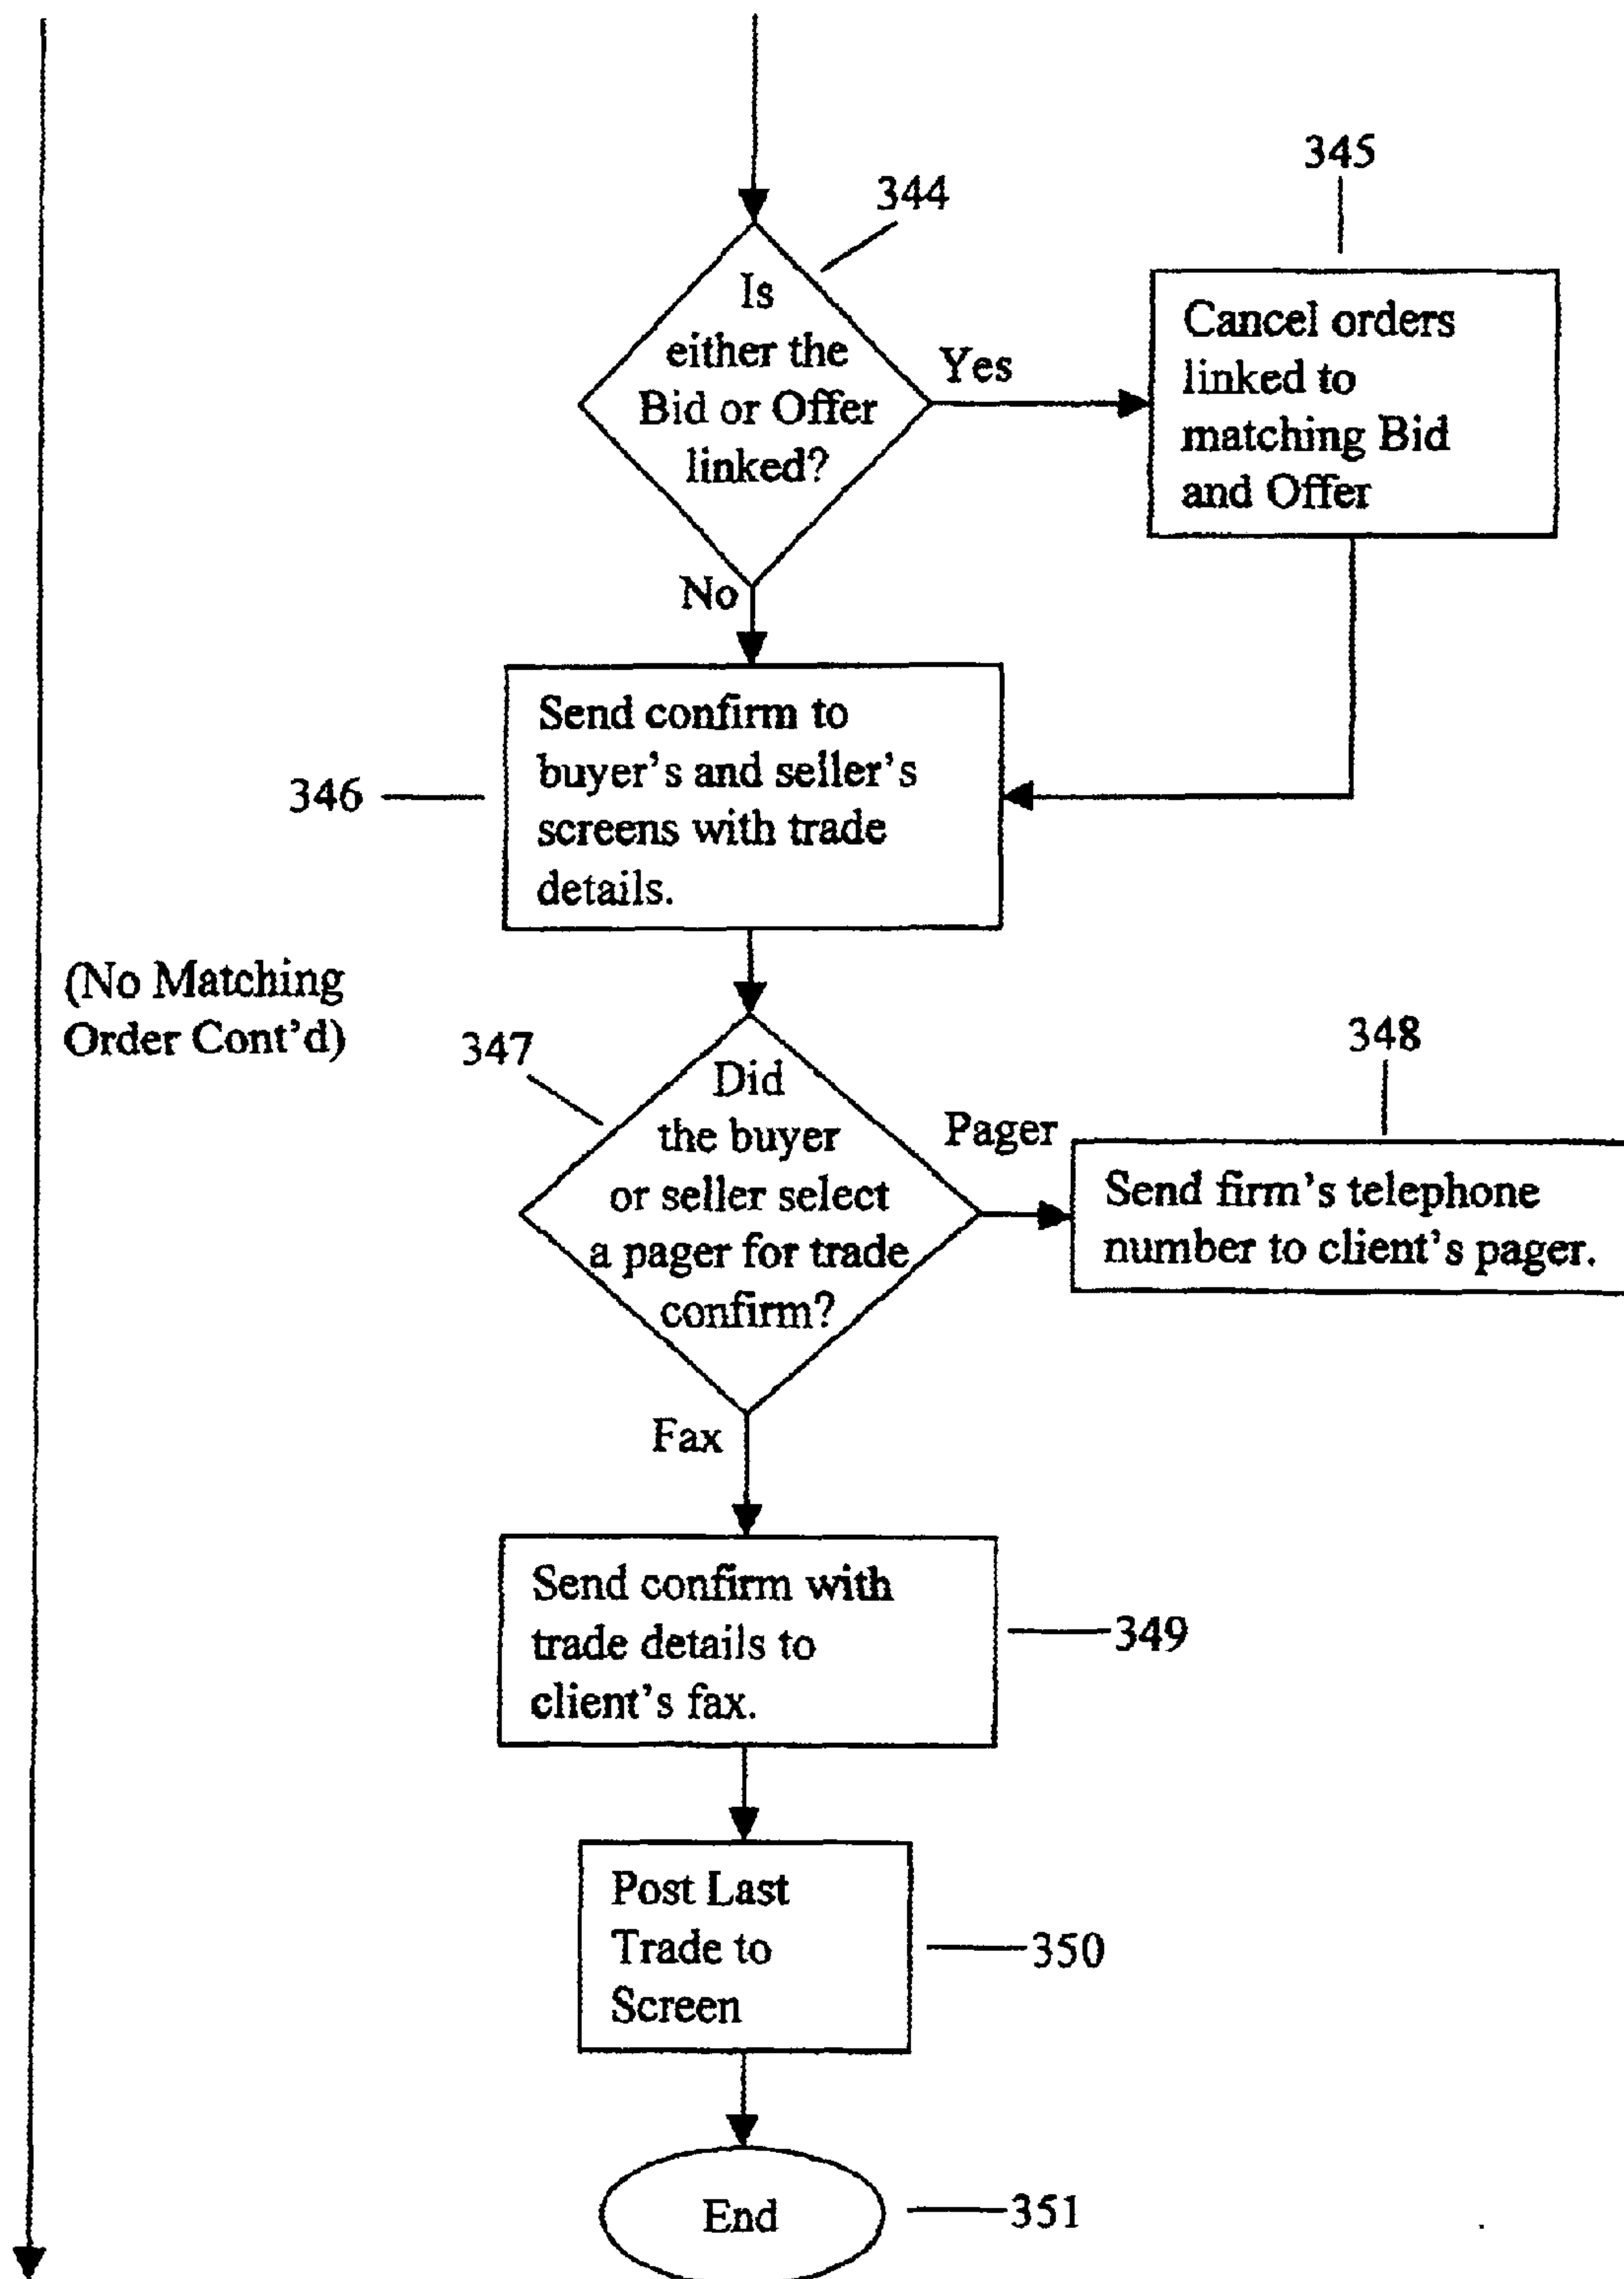 344
345
Is
either the
Bid or Offer
linked?
Yes
Cancel orders
linked to
matching Bid
and Offer
No
346
Send confirm to
buyer's and seller's
screens with trade
details.
(No Matching
Order Cont'd)
347
Did
the buyer
or seller select
a pager for trade
confirm?
Pager
348
Send firm's telephone
number to client's pager.
Fax
Send confirm with
trade details to
client's fax.
349
Post Last
Trade to
Screen
350
End
351